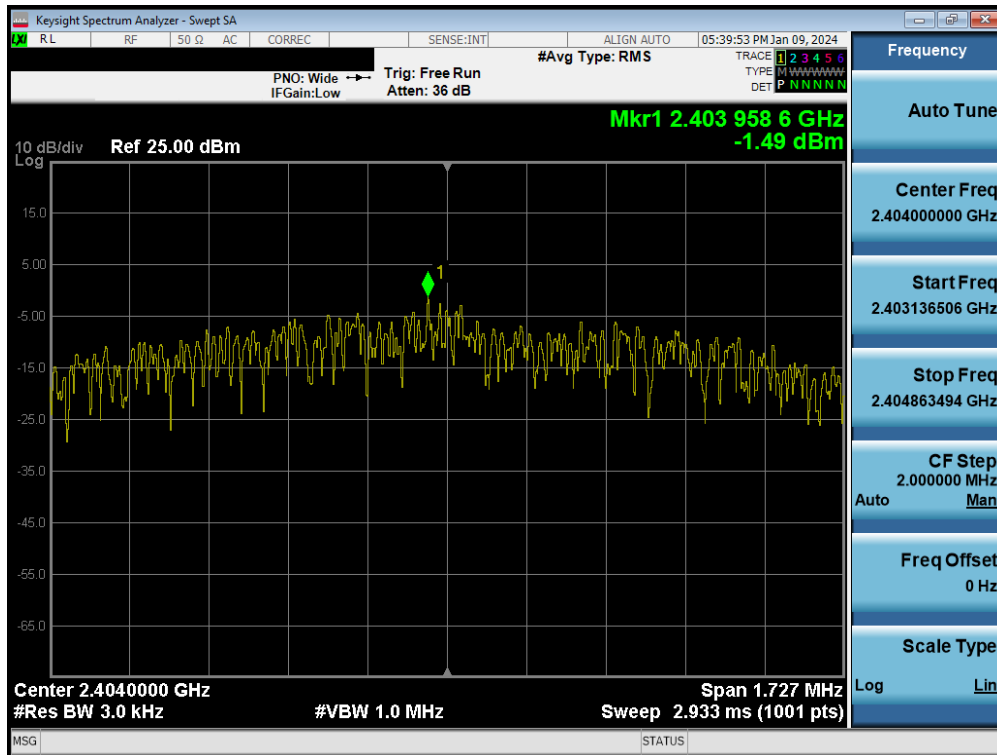 Keysight Spectrum Analyzer - Swept SA
LXI RL RF 50 Ω AC CORREC SENSE:INT ALIGN AUTO 05:39:53 PM Jan 09, 2024
Frequency
#Avg Type: RMS
TRACE 1 2 3 4 5 6
PNO: Wide Trig: Free Run
TYPE M WWWWW
IFGain:Low Atten: 36 dB
DET P N N N N N
Auto Tune
Mkr1 2.403 958 6 GHz
-1.49 dBm
10 dB/div Ref 25.00 dBm
Log
15.0
5.00
-5.00
-15.0
-25.0
-35.0
-45.0
-55.0
-65.0
1
Center Freq
2.404000000 GHz
Start Freq
2.403136506 GHz
Stop Freq
2.404863494 GHz
CF Step
2.000000 MHz
Auto Man
Freq Offset
0 Hz
Scale Type
Log Lin
Center 2.4040000 GHz Span 1.727 MHz
#Res BW 3.0 kHz #VBW 1.0 MHz Sweep 2.933 ms (1001 pts)
MSG STATUS